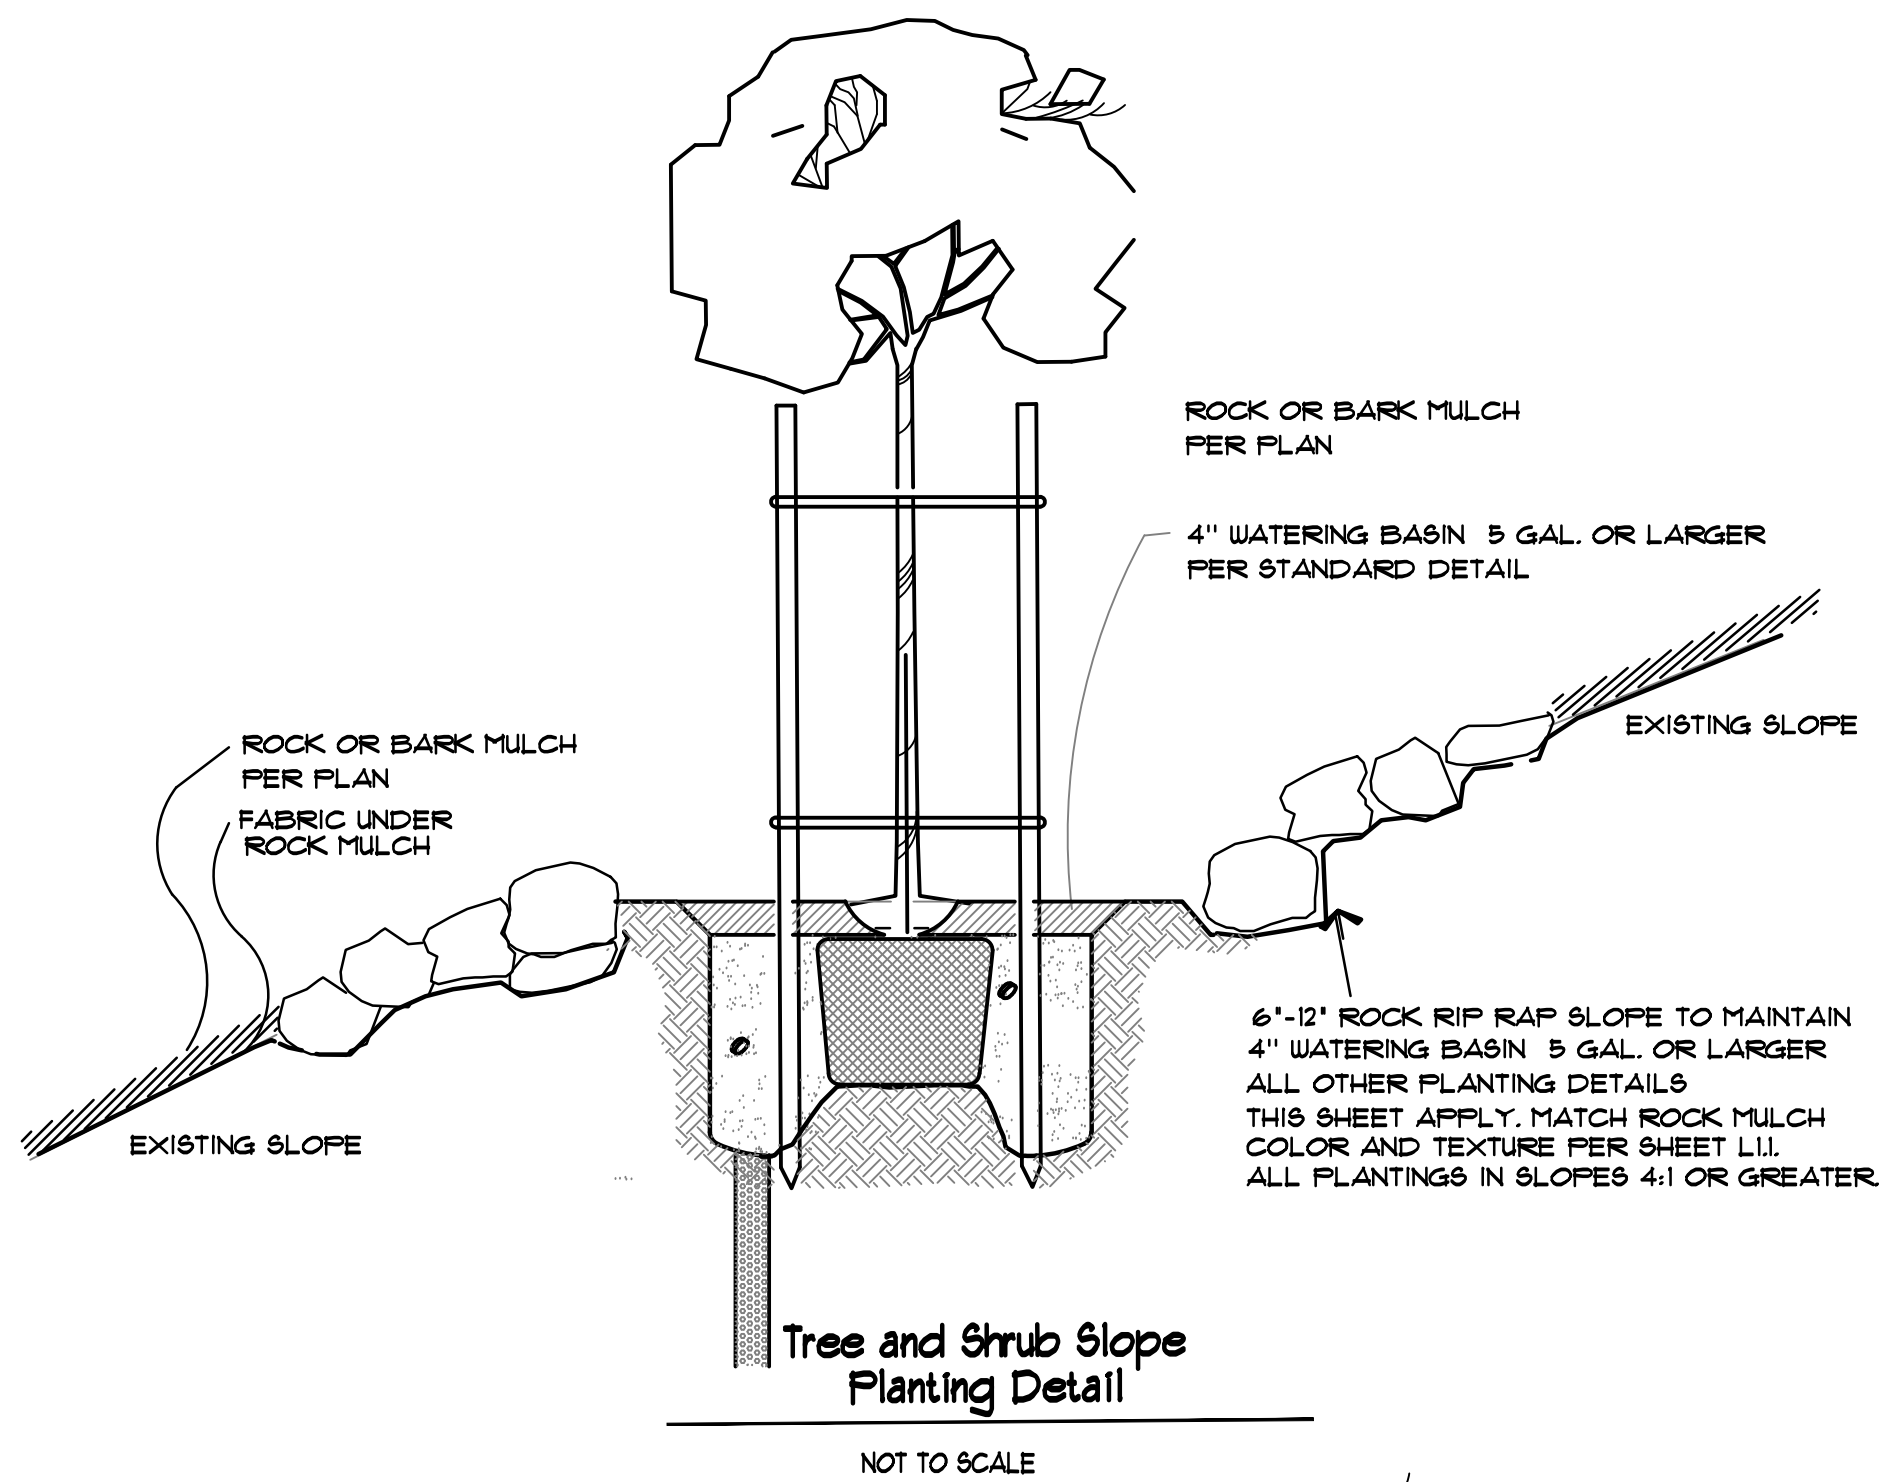 ROCK OR BARK MULCH
PER PLAN
4" WATERING BASIN 5 GAL. OR LARGER
PER STANDARD DETAIL
EXISTING SLOPE
ROCK OR BARK MULCH
PER PLAN
FABRIC UNDER
ROCK MULCH
EXISTING SLOPE
6"-12" ROCK RIP RAP SLOPE TO MAINTAIN
4" WATERING BASIN 5 GAL. OR LARGER
ALL OTHER PLANTING DETAILS
THIS SHEET APPLY. MATCH ROCK MULCH
COLOR AND TEXTURE PER SHEET L1.1.
ALL PLANTINGS IN SLOPES 4:1 OR GREATER.
Tree and Shrub Slope
Planting Detail
NOT TO SCALE